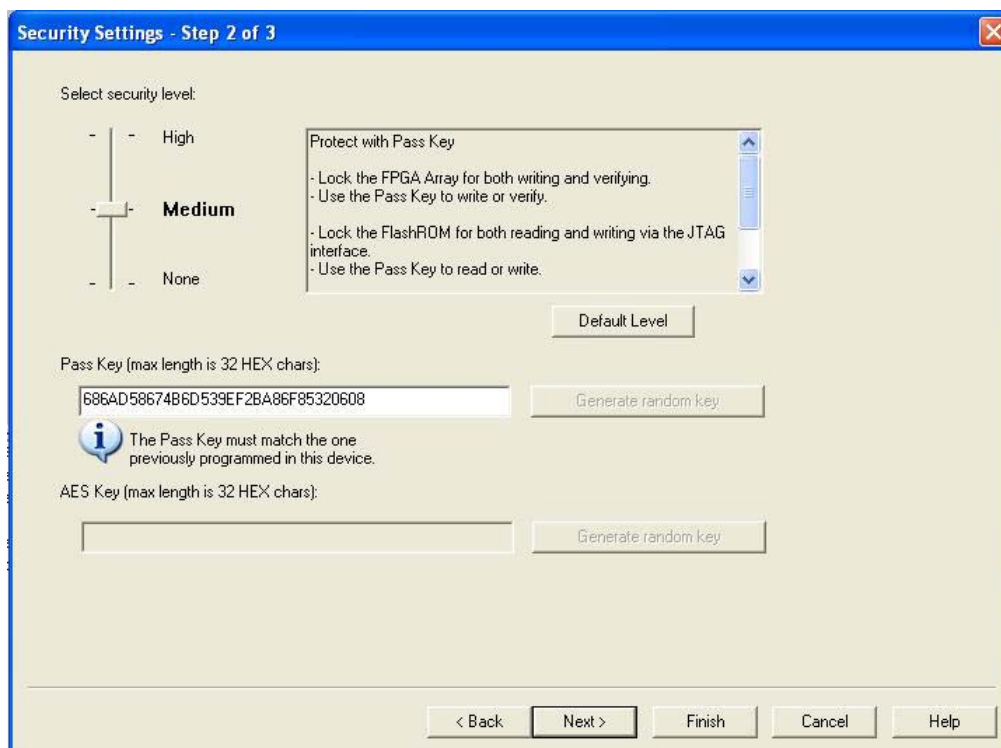 Security Settings - Step 2 of 3
Select security level:
High
Medium
None
Protect with Pass Key
- Lock the FPGA Array for both writing and verifying.
- Use the Pass Key to write or verify.
- Lock the FlashROM for both reading and writing via the JTAG
interface.
- Use the Pass Key to read or write.
Default Level
Pass Key (max length is 32 HEX chars):
686AD58674B6D539EF2BA86F85320608
Generate random key
The Pass Key must match the one
previously programmed in this device.
AES Key (max length is 32 HEX chars):
Generate random key
< Back
Next >
Finish
Cancel
Help